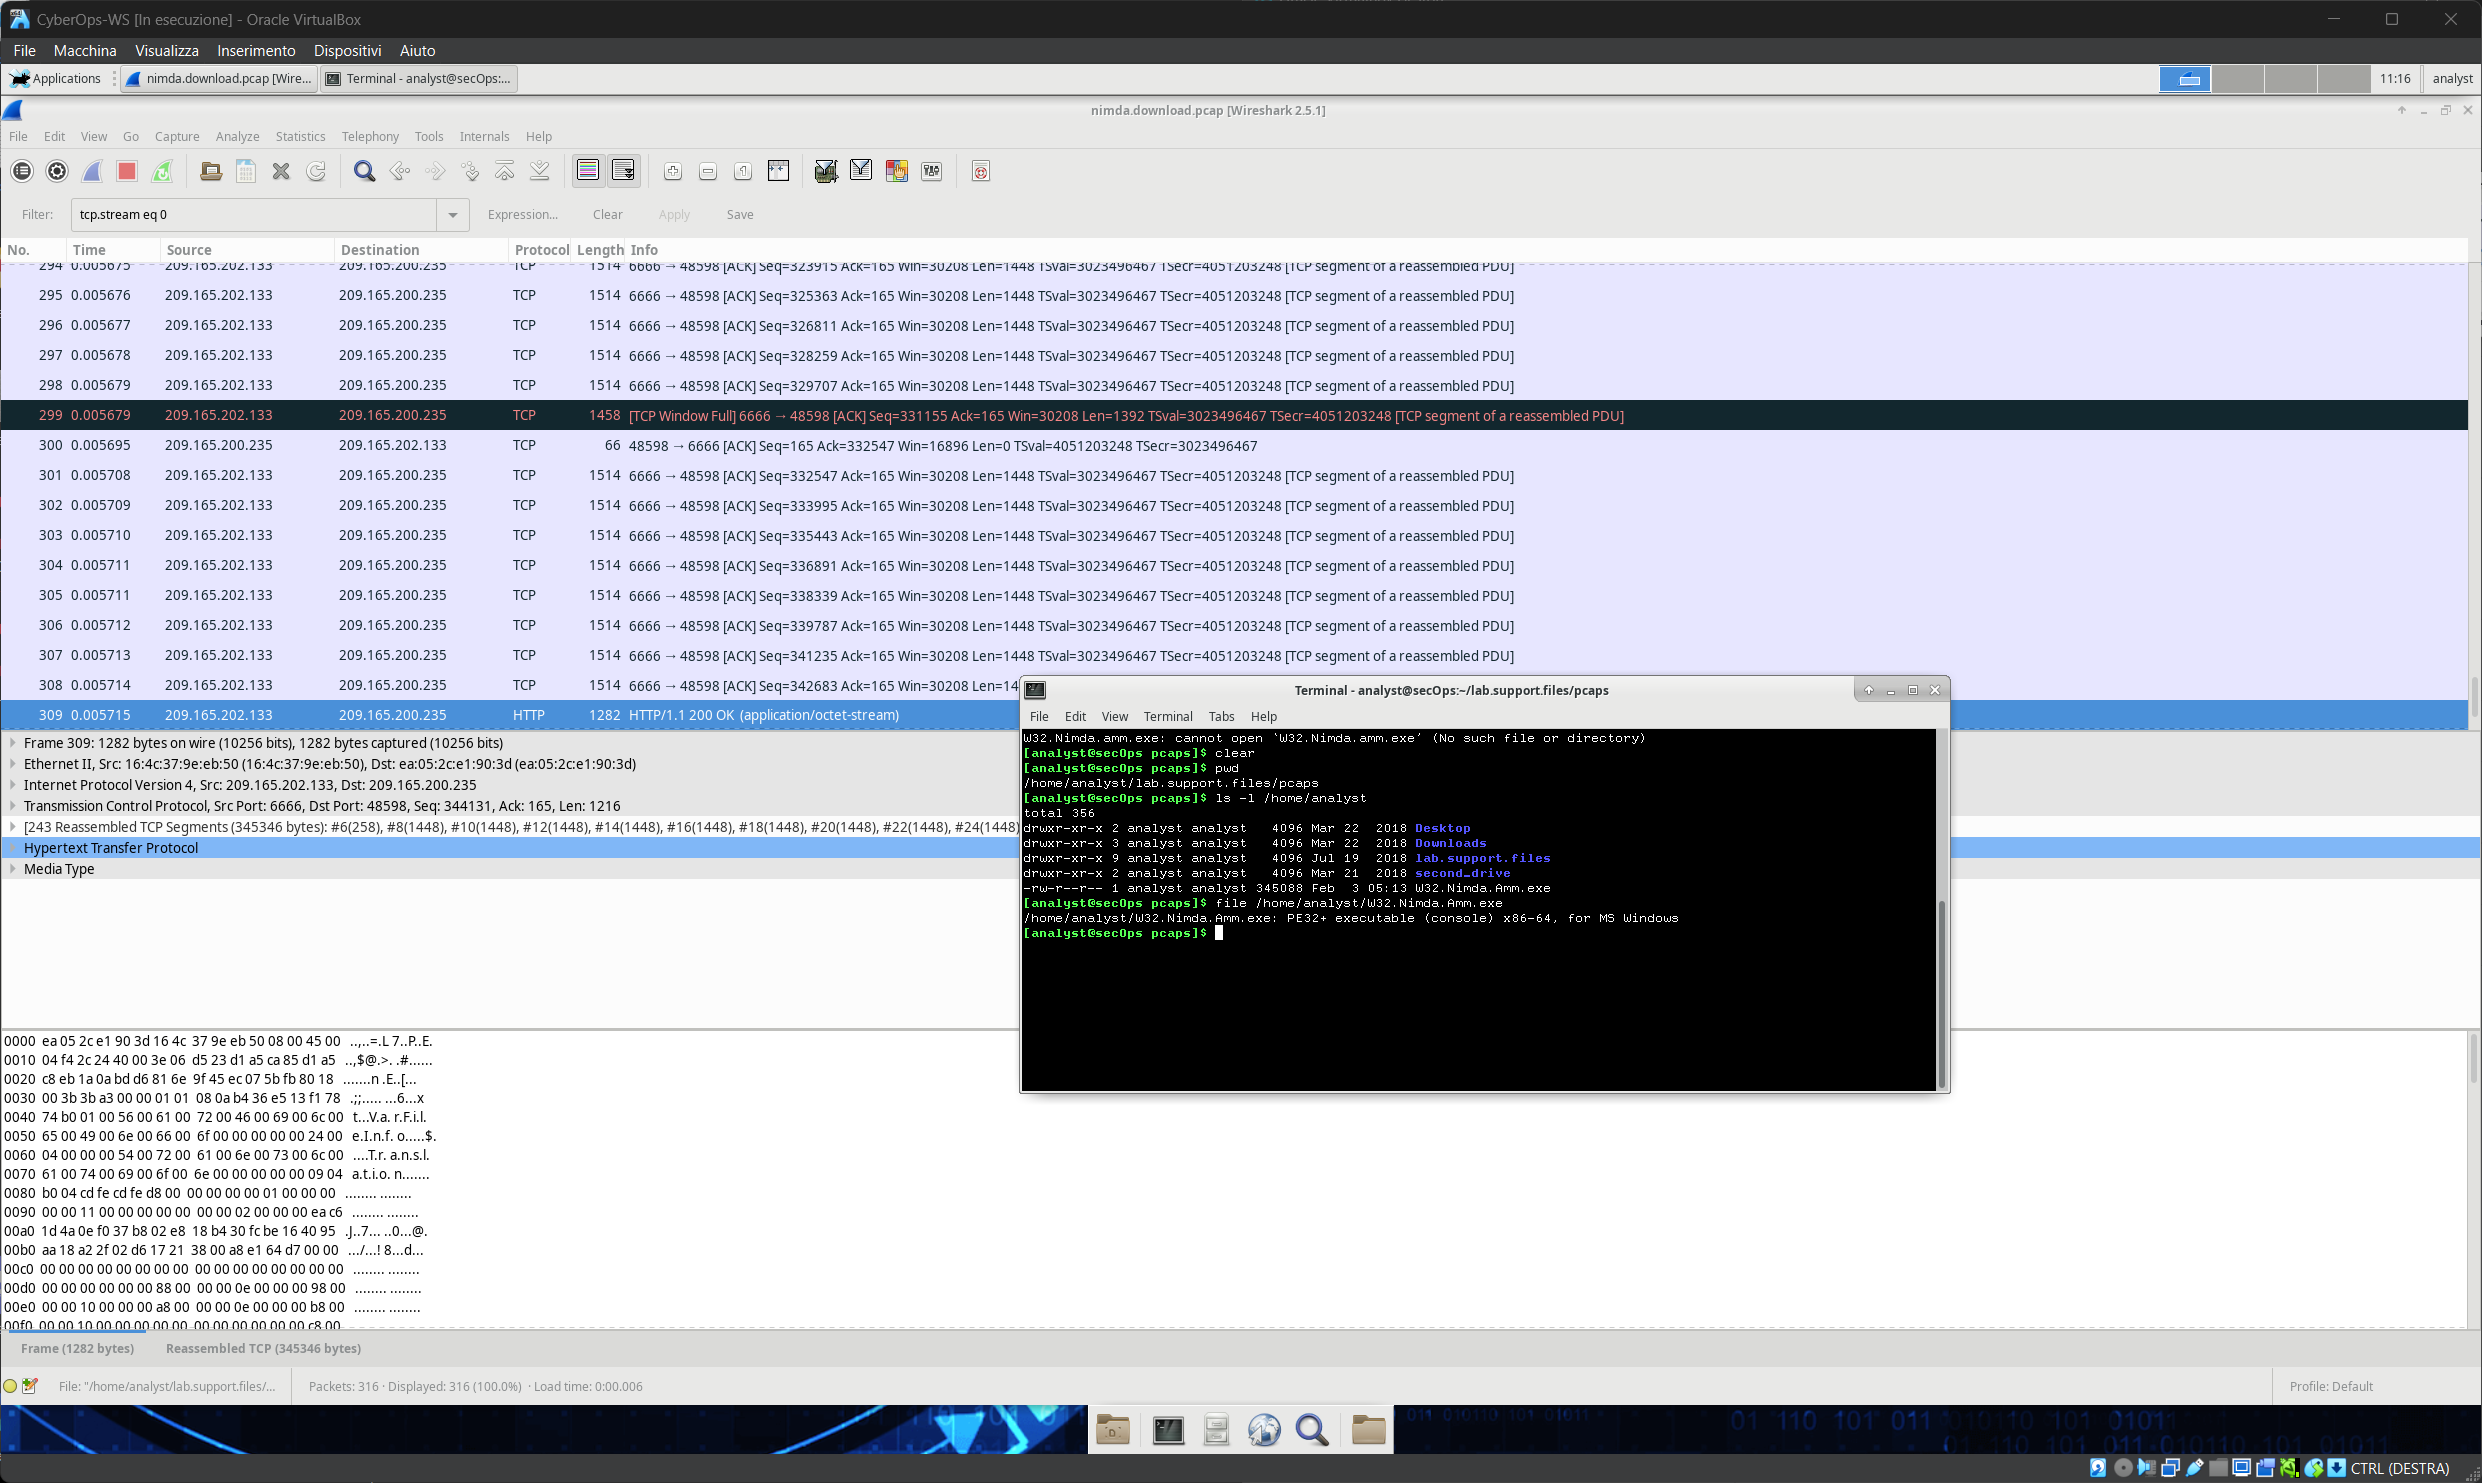 CyberOps-WS [In esecuzione] - Oracle VirtualBox
File Macchina Visualizza Inserimento Dispositivi Aiuto
Applications nimda.download.pcap [Wire... Terminal - analyst@secOps:... 11:16 analyst
nimda.download.pcap [Wireshark 2.5.1]
File Edit View Go Capture Analyze Statistics Telephony Tools Internals Help
Filter: tcp.stream eq 0 Expression... Clear Apply Save
No. Time Source Destination Protocol Length Info
294 0.005675 209.165.202.133 209.165.200.235 TCP 1514 6666 → 48598 [ACK] Seq=323915 Ack=165 Win=30208 Len=1448 TSval=3023496467 TSecr=4051203248 [TCP segment of a reassembled PDU]
295 0.005676 209.165.202.133 209.165.200.235 TCP 1514 6666 → 48598 [ACK] Seq=325363 Ack=165 Win=30208 Len=1448 TSval=3023496467 TSecr=4051203248 [TCP segment of a reassembled PDU]
296 0.005677 209.165.202.133 209.165.200.235 TCP 1514 6666 → 48598 [ACK] Seq=326811 Ack=165 Win=30208 Len=1448 TSval=3023496467 TSecr=4051203248 [TCP segment of a reassembled PDU]
297 0.005678 209.165.202.133 209.165.200.235 TCP 1514 6666 → 48598 [ACK] Seq=328259 Ack=165 Win=30208 Len=1448 TSval=3023496467 TSecr=4051203248 [TCP segment of a reassembled PDU]
298 0.005679 209.165.202.133 209.165.200.235 TCP 1514 6666 → 48598 [ACK] Seq=329707 Ack=165 Win=30208 Len=1448 TSval=3023496467 TSecr=4051203248 [TCP segment of a reassembled PDU]
299 0.005679 209.165.202.133 209.165.200.235 TCP 1458 [TCP Window Full] 6666 → 48598 [ACK] Seq=331155 Ack=165 Win=30208 Len=1392 TSval=3023496467 TSecr=4051203248 [TCP segment of a reassembled PDU]
300 0.005695 209.165.200.235 209.165.202.133 TCP 66 48598 → 6666 [ACK] Seq=165 Ack=332547 Win=16896 Len=0 TSval=4051203248 TSecr=3023496467
301 0.005708 209.165.202.133 209.165.200.235 TCP 1514 6666 → 48598 [ACK] Seq=332547 Ack=165 Win=30208 Len=1448 TSval=3023496467 TSecr=4051203248 [TCP segment of a reassembled PDU]
302 0.005709 209.165.202.133 209.165.200.235 TCP 1514 6666 → 48598 [ACK] Seq=333995 Ack=165 Win=30208 Len=1448 TSval=3023496467 TSecr=4051203248 [TCP segment of a reassembled PDU]
303 0.005710 209.165.202.133 209.165.200.235 TCP 1514 6666 → 48598 [ACK] Seq=335443 Ack=165 Win=30208 Len=1448 TSval=3023496467 TSecr=4051203248 [TCP segment of a reassembled PDU]
304 0.005711 209.165.202.133 209.165.200.235 TCP 1514 6666 → 48598 [ACK] Seq=336891 Ack=165 Win=30208 Len=1448 TSval=3023496467 TSecr=4051203248 [TCP segment of a reassembled PDU]
305 0.005711 209.165.202.133 209.165.200.235 TCP 1514 6666 → 48598 [ACK] Seq=338339 Ack=165 Win=30208 Len=1448 TSval=3023496467 TSecr=4051203248 [TCP segment of a reassembled PDU]
306 0.005712 209.165.202.133 209.165.200.235 TCP 1514 6666 → 48598 [ACK] Seq=339787 Ack=165 Win=30208 Len=1448 TSval=3023496467 TSecr=4051203248 [TCP segment of a reassembled PDU]
307 0.005713 209.165.202.133 209.165.200.235 TCP 1514 6666 → 48598 [ACK] Seq=341235 Ack=165 Win=30208 Len=1448 TSval=3023496467 TSecr=4051203248 [TCP segment of a reassembled PDU]
308 0.005714 209.165.202.133 209.165.200.235 TCP 1514 6666 → 48598 [ACK] Seq=342683 Ack=165 Win=30208 Len=14
309 0.005715 209.165.202.133 209.165.200.235 HTTP 1282 HTTP/1.1 200 OK (application/octet-stream)
Frame 309: 1282 bytes on wire (10256 bits), 1282 bytes captured (10256 bits)
Ethernet II, Src: 16:4c:37:9e:eb:50 (16:4c:37:9e:eb:50), Dst: ea:05:2c:e1:90:3d (ea:05:2c:e1:90:3d)
Internet Protocol Version 4, Src: 209.165.202.133, Dst: 209.165.200.235
Transmission Control Protocol, Src Port: 6666, Dst Port: 48598, Seq: 344131, Ack: 165, Len: 1216
[243 Reassembled TCP Segments (345346 bytes): #6(258), #8(1448), #10(1448), #12(1448), #14(1448), #16(1448), #18(1448), #20(1448), #22(1448), #24(1448)
Hypertext Transfer Protocol
Media Type
Terminal - analyst@secOps:~/lab.support.files/pcaps
File Edit View Terminal Tabs Help
W32.Nimda.amm.exe: cannot open `W32.Nimda.amm.exe' (No such file or directory)
[analyst@secOps pcaps]$ clear
[analyst@secOps pcaps]$ pwd
/home/analyst/lab.support.files/pcaps
[analyst@secOps pcaps]$ ls -l /home/analyst
total 356
drwxr-xr-x 2 analyst analyst 4096 Mar 22 2018 Desktop
drwxr-xr-x 3 analyst analyst 4096 Mar 22 2018 Downloads
drwxr-xr-x 9 analyst analyst 4096 Jul 19 2018 lab.support.files
drwxr-xr-x 2 analyst analyst 4096 Mar 21 2018 second_drive
-rw-r--r-- 1 analyst analyst 345088 Feb 3 05:13 W32.Nimda.Amm.exe
[analyst@secOps pcaps]$ file /home/analyst/W32.Nimda.Amm.exe
/home/analyst/W32.Nimda.Amm.exe: PE32+ executable (console) x86-64, for MS Windows
[analyst@secOps pcaps]$
0000 ea 05 2c e1 90 3d 16 4c 37 9e eb 50 08 00 45 00 ..,..=.L 7..P..E.
0010 04 f4 2c 24 40 00 3e 06 d5 23 d1 a5 ca 85 d1 a5 ..,$@.>. .#......
0020 c8 eb 1a 0a bd d6 81 6e 9f 45 ec 07 5b fb 80 18 .......n .E..[...
0030 00 3b 3b a3 00 00 01 01 08 0a b4 36 e5 13 f1 78 .;;..... ...6...x
0040 74 b0 01 00 56 00 61 00 72 00 46 00 69 00 6c 00 t...V.a. r.F.i.l.
0050 65 00 49 00 6e 00 66 00 6f 00 00 00 00 00 24 00 e.I.n.f. o.....$.
0060 04 00 00 00 54 00 72 00 61 00 6e 00 73 00 6c 00 ....T.r. a.n.s.l.
0070 61 00 74 00 69 00 6f 00 6e 00 00 00 00 00 09 04 a.t.i.o. n.......
0080 b0 04 cd fe cd fe d8 00 00 00 00 00 01 00 00 00 ........ ........
0090 00 00 11 00 00 00 00 00 00 00 02 00 00 00 ea c6 ........ ........
00a0 1d 4a 0e f0 37 b8 02 e8 18 b4 30 fc be 16 40 95 .J..7... ..0...@.
00b0 aa 18 a2 2f 02 d6 17 21 38 00 a8 e1 64 d7 00 00 .../...! 8...d...
00c0 00 00 00 00 00 00 00 00 00 00 00 00 00 00 00 00 ........ ........
00d0 00 00 00 00 00 00 88 00 00 00 0e 00 00 00 98 00 ........ ........
00e0 00 00 10 00 00 00 a8 00 00 00 0e 00 00 00 b8 00 ........ ........
00f0 00 00 10 00 00 00 00 00 00 00 00 00 00 00 c8 00
Frame (1282 bytes) Reassembled TCP (345346 bytes)
File: "/home/analyst/lab.support.files/... Packets: 316 · Displayed: 316 (100.0%) · Load time: 0:00.006 Profile: Default
CTRL (DESTRA)